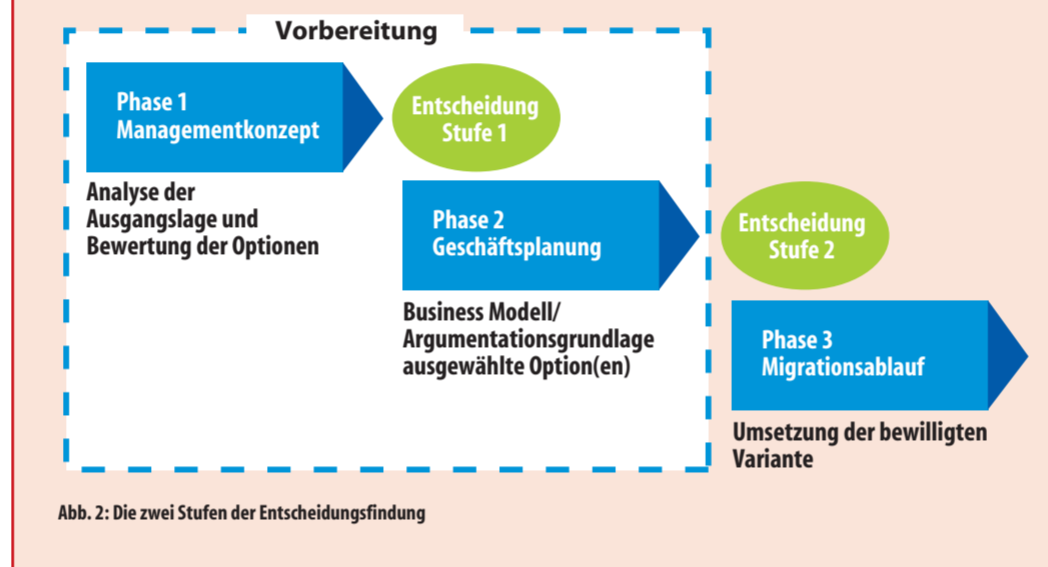 Vorbereitung
Phase 1
Managementkonzept
Entscheidung
Stufe 1
Analyse der
Ausgangslage und
Bewertung der Optionen
Phase 2
Geschäftsplanung
Entscheidung
Stufe 2
Business Modell/
Argumentationsgrundlage
ausgewählte Option(en)
Phase 3
Migrationsablauf
Umsetzung der bewilligten
Variante
Abb. 2: Die zwei Stufen der Entscheidungsfindung